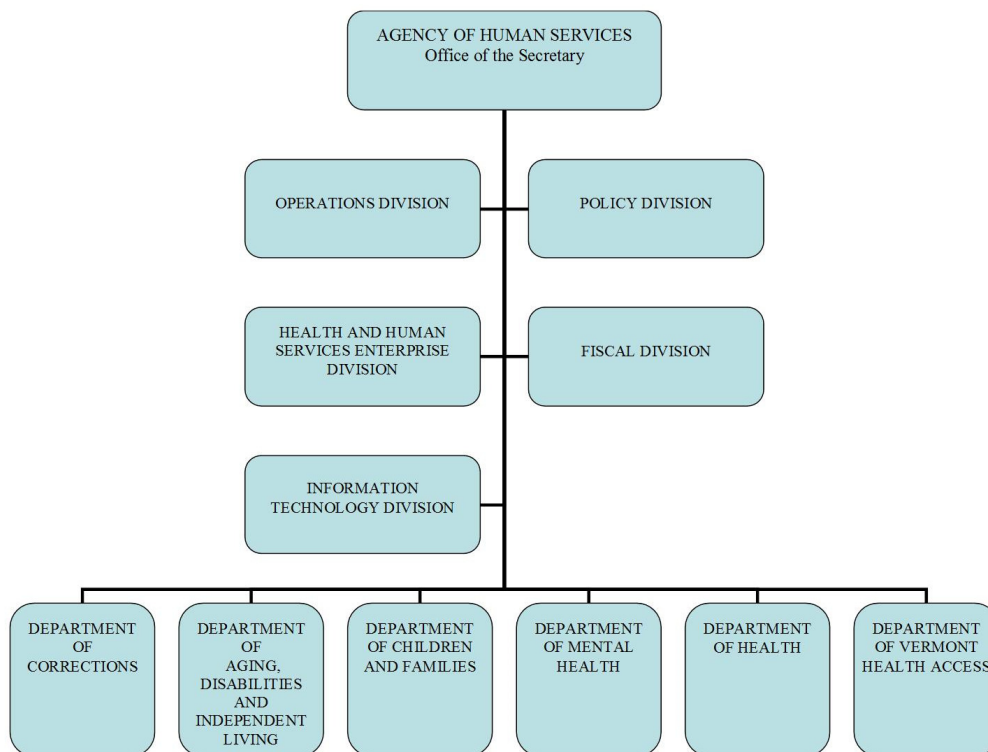 AGENCY OF HUMAN SERVICES
Office of the Secretary
OPERATIONS DIVISION
POLICY DIVISION
HEALTH AND HUMAN
SERVICES ENTERPRISE
DIVISION
FISCAL DIVISION
INFORMATION
TECHNOLOGY DIVISION
DEPARTMENT
OF
CORRECTIONS
DEPARTMENT
OF
AGING,
DISABILITIES
AND
INDEPENDENT
LIVING
DEPARTMENT
OF CHILDREN
AND FAMILIES
DEPARTMENT
OF MENTAL
HEALTH
DEPARTMENT
OF HEALTH
DEPARTMENT
OF VERMONT
HEALTH ACCESS